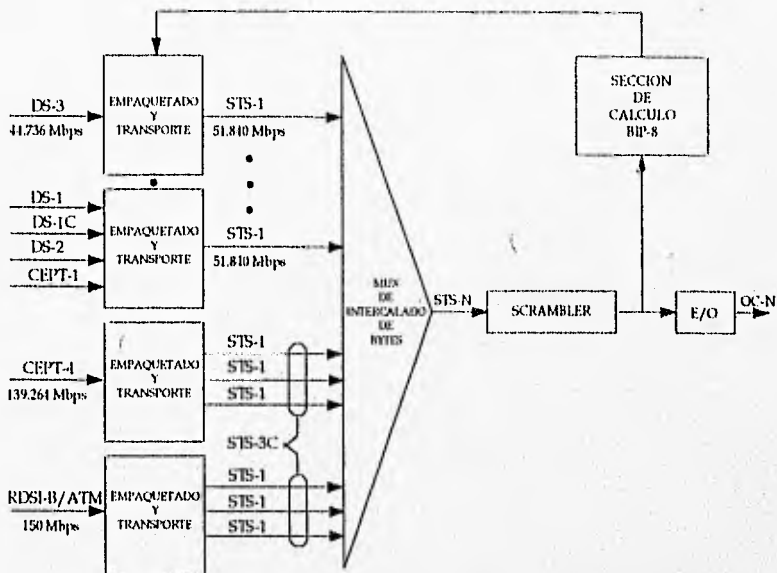 DS-3
44.736 Mbps
EMPAQUETADO
Y
TRANSPORTE
STS-1
51.840 Mbps
SECCION
DE
CALCULO
BIP-8
DS-1
DS-1C
DS-2
CEPT-1
EMPAQUETADO
Y
TRANSPORTE
STS-1
51.840 Mbps
MUX
DE
INTERCALADO
DE
BYTES
STS-N
SCRAMBLER
E/O
OC-N
CEPT-4
139.264 Mbps
EMPAQUETADO
Y
TRANSPORTE
STS-1
STS-1
STS-1
STS-3C
RDSI-B/ATM
150 Mbps
EMPAQUETADO
Y
TRANSPORTE
STS-1
STS-1
STS-1